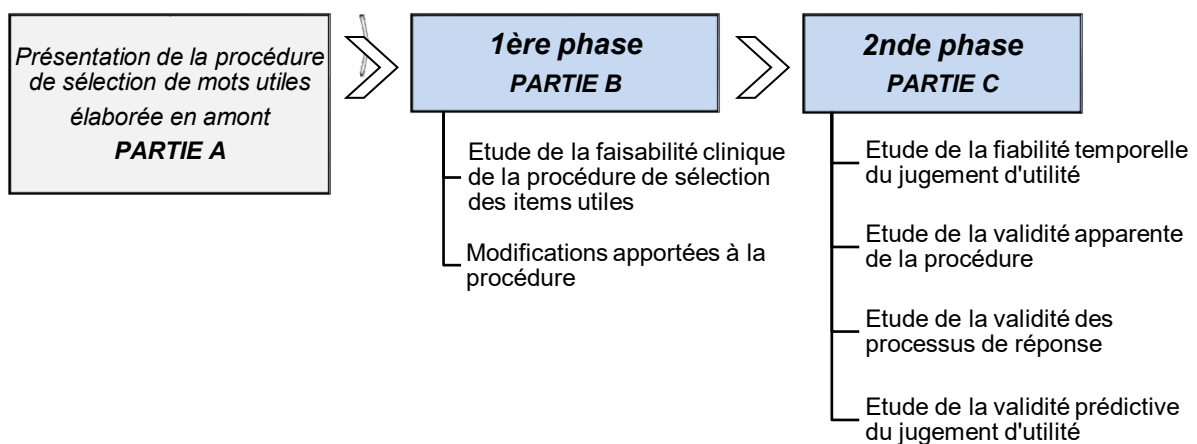 Présentation de la procédure
de sélection de mots utiles
élaborée en amont
PARTIE A
1ère phase
PARTIE B
Etude de la faisabilité clinique
de la procédure de sélection
des items utiles
Modifications apportées à la
procédure
2nde phase
PARTIE C
Etude de la fiabilité temporelle
du jugement d'utilité
Etude de la validité apparente
de la procédure
Etude de la validité des
processus de réponse
Etude de la validité prédictive
du jugement d'utilité